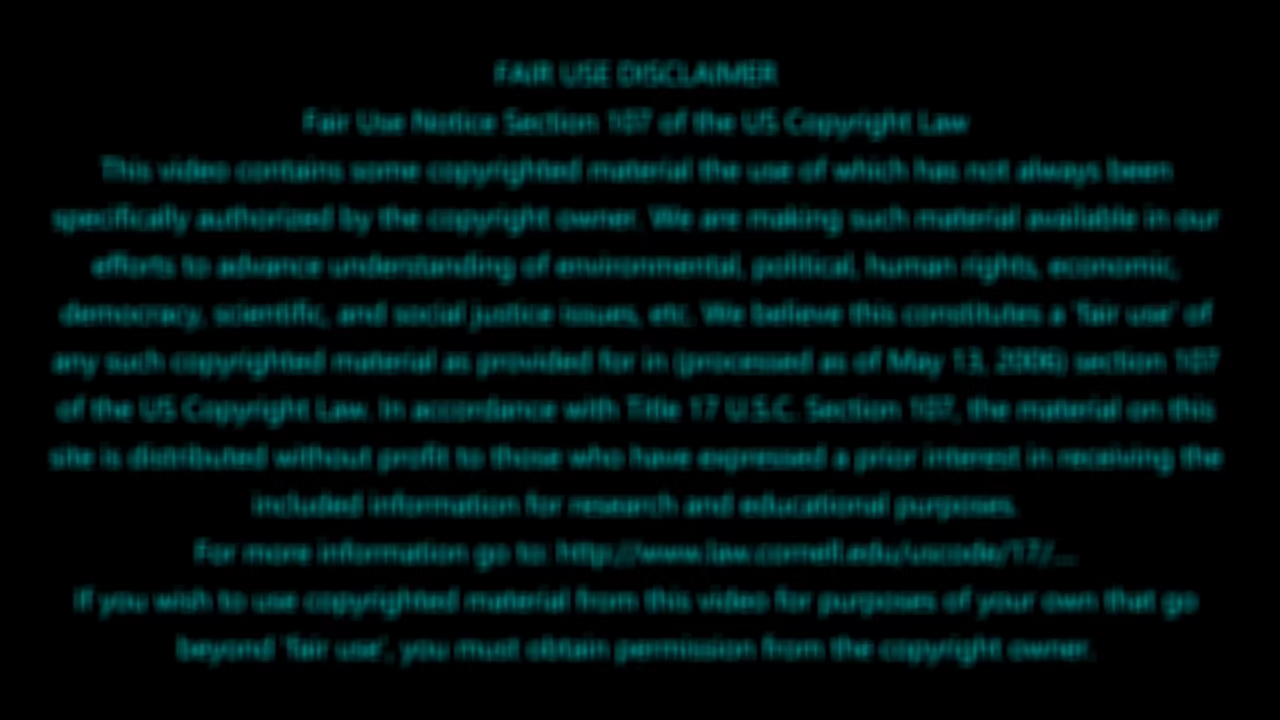 FAIR USE DISCLAIMER
Fair Use Notice Section 107 of the US Copyright Law
This video contains some copyrighted material the use of which has not always been
specifically authorized by the copyright owner. We are making such material available in our
efforts to advance understanding of environmental, political, human rights, economic,
democracy, scientific, and social justice issues, etc. We believe this constitutes a 'fair use' of
any such copyrighted material as provided for in (processed as of May 13, 2006) section 107
of the US Copyright Law. In accordance with Title 17 U.S.C. Section 107, the material on this
site is distributed without profit to those who have expressed a prior interest in receiving the
included information for research and educational purposes.
For more information go to: http://www.law.cornell.edu/uscode/17/...
If you wish to use copyrighted material from this video for purposes of your own that go
beyond 'fair use', you must obtain permission from the copyright owner.